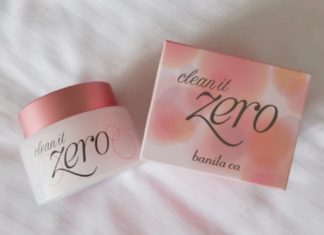 clean it
zero
clean it
zero
banila co.